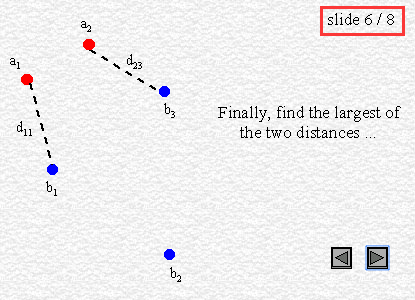 slide 6 / 8
a2
a1
d23
b3
Finally, find the largest of
the two distances ...
d11
b1
b2